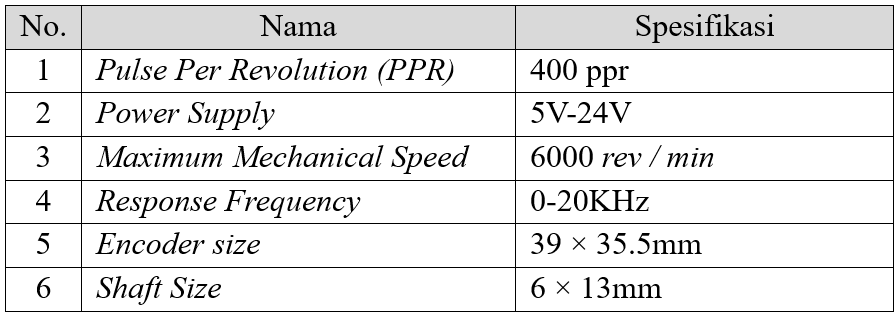 No. Nama Spesifikasi
1 Pulse Per Revolution (PPR) 400 ppr
2 Power Supply 5V-24V
3 Maximum Mechanical Speed 6000 rev / min
4 Response Frequency 0-20KHz
5 Encoder size 39 × 35.5mm
6 Shaft Size 6 × 13mm